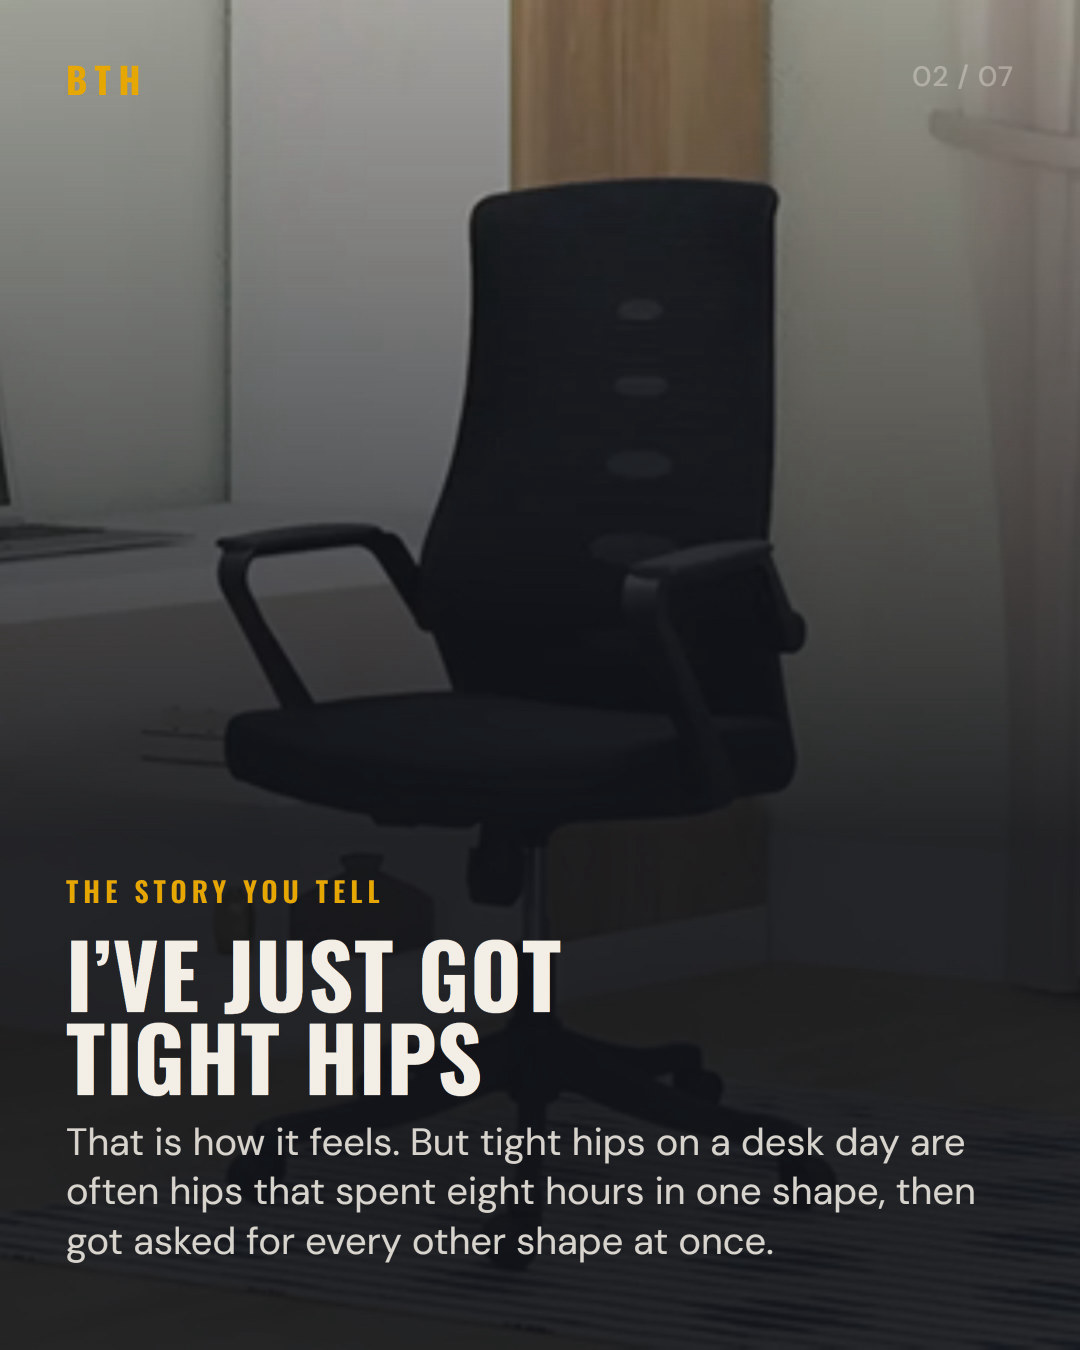 BTH
02 / 07
THE STORY YOU TELL
I’VE JUST GOT
TIGHT HIPS
That is how it feels. But tight hips on a desk day are
often hips that spent eight hours in one shape, then
got asked for every other shape at once.